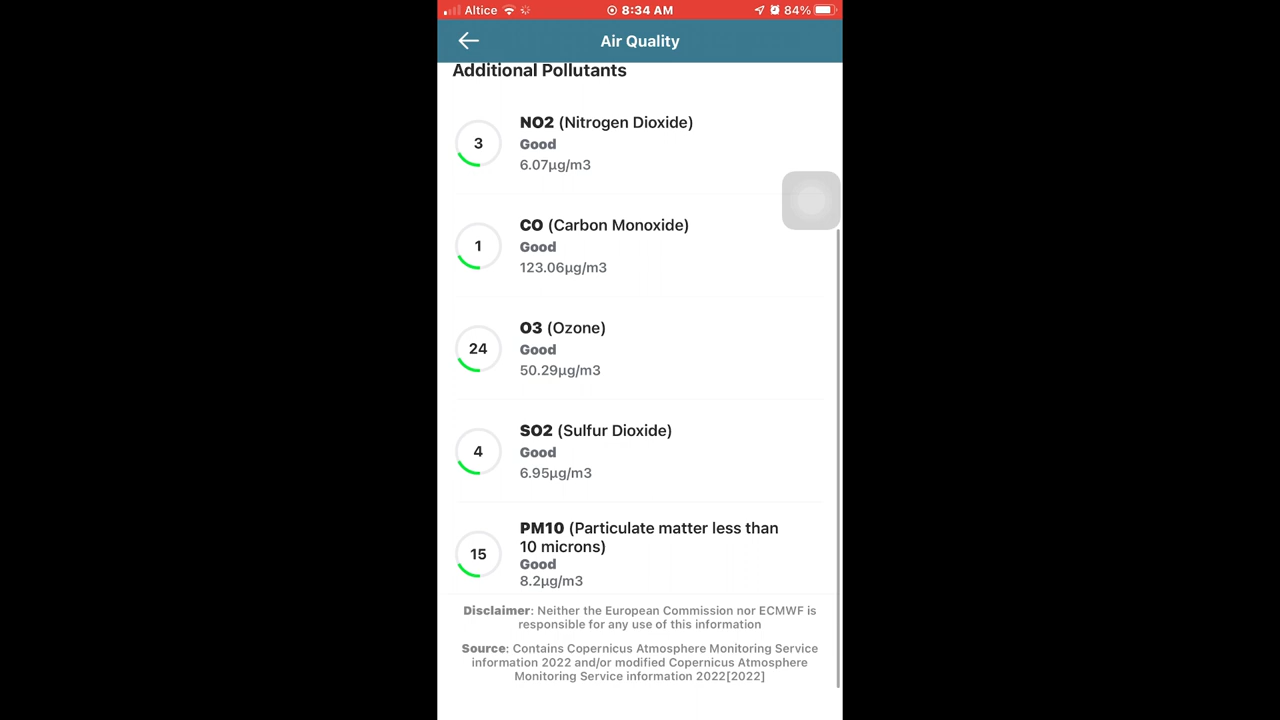 Altice 8:34 AM 84%
Air Quality
Additional Pollutants
NO2 (Nitrogen Dioxide)
3
Good
6.07µg/m3
CO (Carbon Monoxide)
1
Good
123.06µg/m3
O3 (Ozone)
24
Good
50.29µg/m3
SO2 (Sulfur Dioxide)
4
Good
6.95µg/m3
PM10 (Particulate matter less than
10 microns)
15
Good
8.2µg/m3
Disclaimer: Neither the European Commission nor ECMWF is
responsible for any use of this information
Source: Contains Copernicus Atmosphere Monitoring Service
information 2022 and/or modified Copernicus Atmosphere
Monitoring Service information 2022[2022]